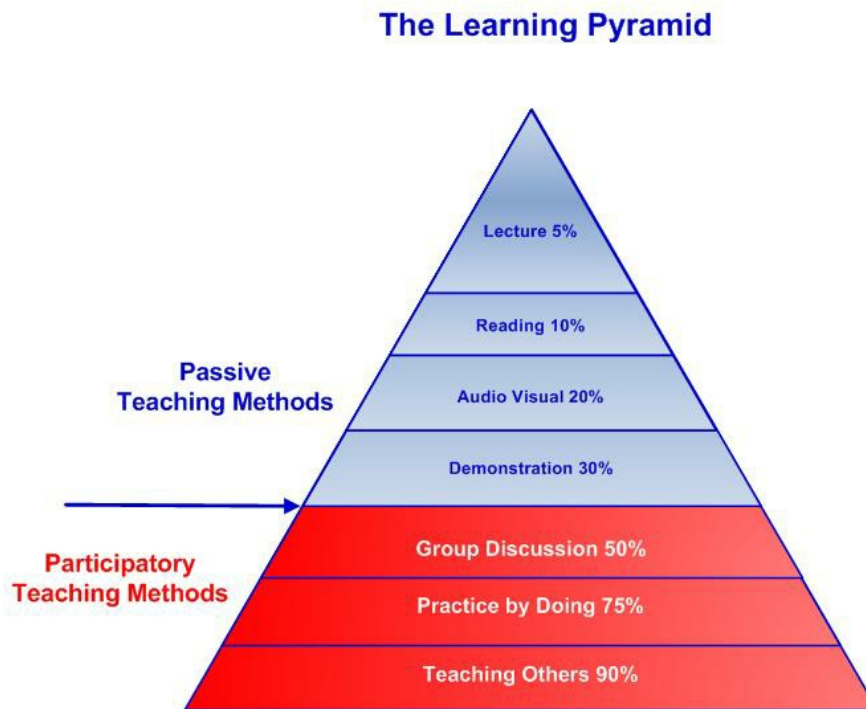 The Learning Pyramid
Lecture 5%
Reading 10%
Passive
Teaching Methods
Audio Visual 20%
Demonstration 30%
Participatory
Teaching Methods
Group Discussion 50%
Practice by Doing 75%
Teaching Others 90%